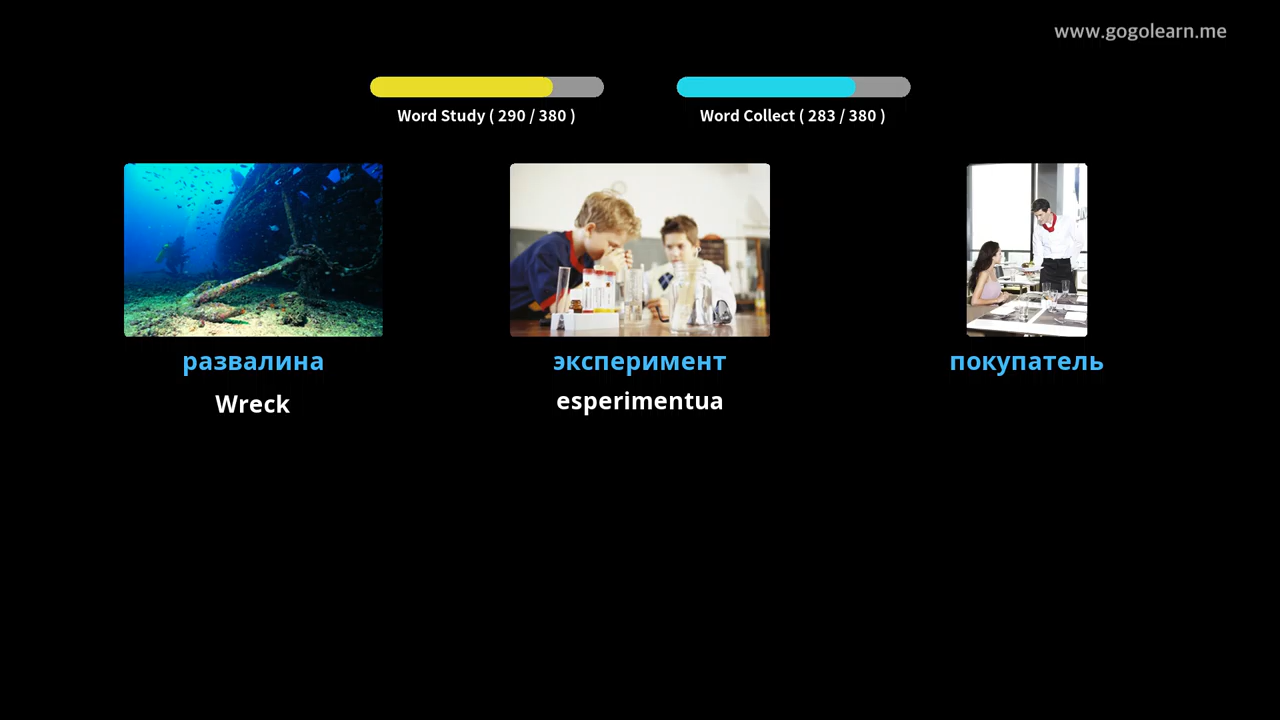 www.gogolearn.me
Word Study ( 290 / 380 )
Word Collect ( 283 / 380 )
развалина
эксперимент
покупатель
Wreck
esperimentua